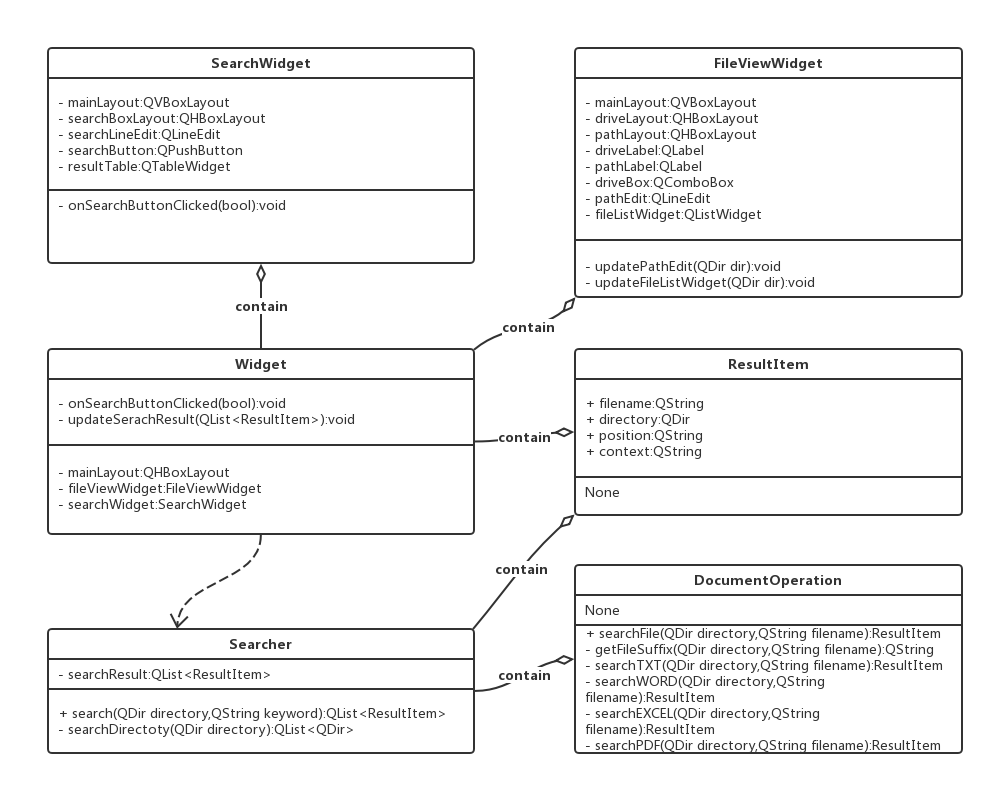 SearchWidget
- mainLayout:QVBoxLayout
- searchBoxLayout:QHBoxLayout
- searchLineEdit:QLineEdit
- searchButton:QPushButton
- resultTable:QTableWidget
- onSearchButtonClicked(bool):void
FileViewWidget
- mainLayout:QVBoxLayout
- driveLayout:QHBoxLayout
- pathLayout:QHBoxLayout
- driveLabel:QLabel
- pathLabel:QLabel
- driveBox:QComboBox
- pathEdit:QLineEdit
- fileListWidget:QListWidget
- updatePathEdit(QDir dir):void
- updateFileListWidget(QDir dir):void
contain
contain
Widget
- onSearchButtonClicked(bool):void
- updateSerachResult(QList<ResultItem>):void
- mainLayout:QHBoxLayout
- fileViewWidget:FileViewWidget
- searchWidget:SearchWidget
contain
ResultItem
+ filename:QString
+ directory:QDir
+ position:QString
+ context:QString
None
contain
Searcher
- searchResult:QList<ResultItem>
+ search(QDir directory,QString keyword):QList<ResultItem>
- searchDirectoty(QDir directory):QList<QDir>
contain
DocumentOperation
None
+ searchFile(QDir directory,QString filename):ResultItem
- getFileSuffix(QDir directory,QString filename):QString
- searchTXT(QDir directory,QString filename):ResultItem
- searchWORD(QDir directory,QString
filename):ResultItem
- searchEXCEL(QDir directory,QString
filename):ResultItem
- searchPDF(QDir directory,QString filename):ResultItem